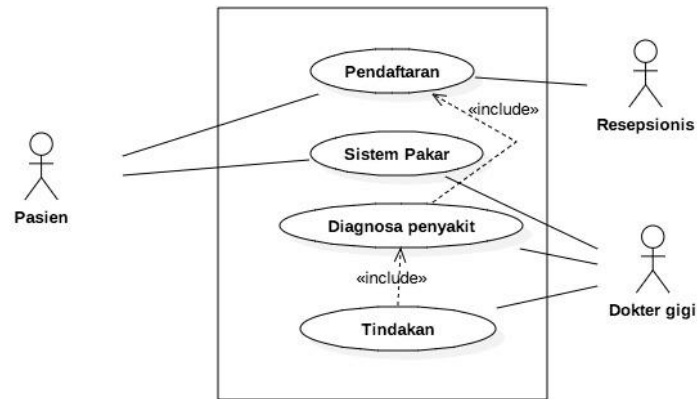 Pendaftaran
«include»
Resepsionis
Sistem Pakar
Pasien
Diagnosa penyakit
«include»
Dokter gigi
Tindakan